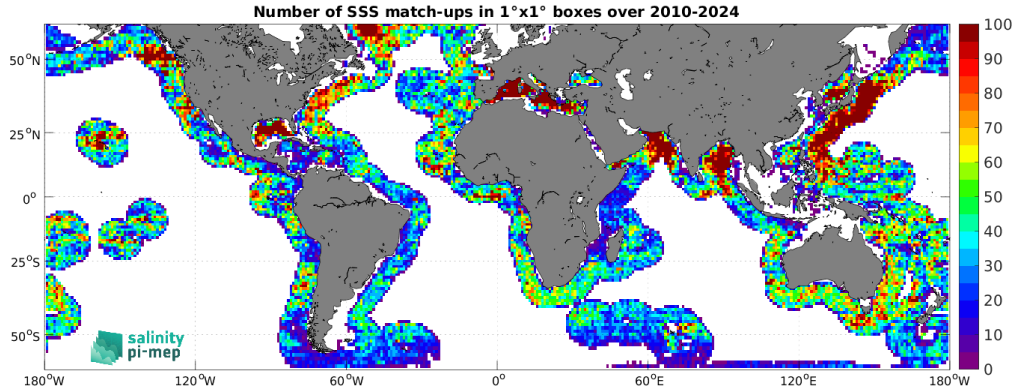 Number of SSS match-ups in 1°x1° boxes over 2010-2024
100
90
80
70
60
50
40
30
20
10
0
50°N
25°N
0°
25°S
50°S
salinity
pi-mep
180°W
120°W
60°W
0°
60°E
120°E
180°W